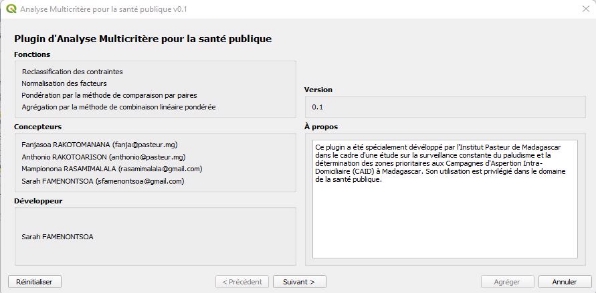 Analyse Multicritère pour la santé publique v0.1
Plugin d'Analyse Multicritère pour la santé publique
Fonctions
Reclassification des contraintes
Normalisation des facteurs
Pondération par la méthode de comparaison par paires
Agrégation par la méthode de combinaison linéaire pondérée
Version
0.1
Concepteurs
Fanjasoa RAKOTOMANANA (fanja@pasteur.mg)
Anthonio RAKOTOARISON (anthonio@pasteur.mg)
Mampionona RASAMIMALALA (rasamimalala@gmail.com)
Sarah FAMENONTSOA (sfamenontsoa@gmail.com)
À propos
Ce plugin a été spécialement développé par l'Institut Pasteur de Madagascar
dans le cadre d'une étude sur la surveillance constante du paludisme et la
détermination des zones prioritaires aux Campagnes d'Aspertion Intra-
Domiciliaire (CAID) à Madagascar. Son utilisation est privilégié dans le domaine
de la santé publique.
Développeur
Sarah FAMENONTSOA
Réinitialiser
< Précédent
Suivant >
Agréger
Annuler